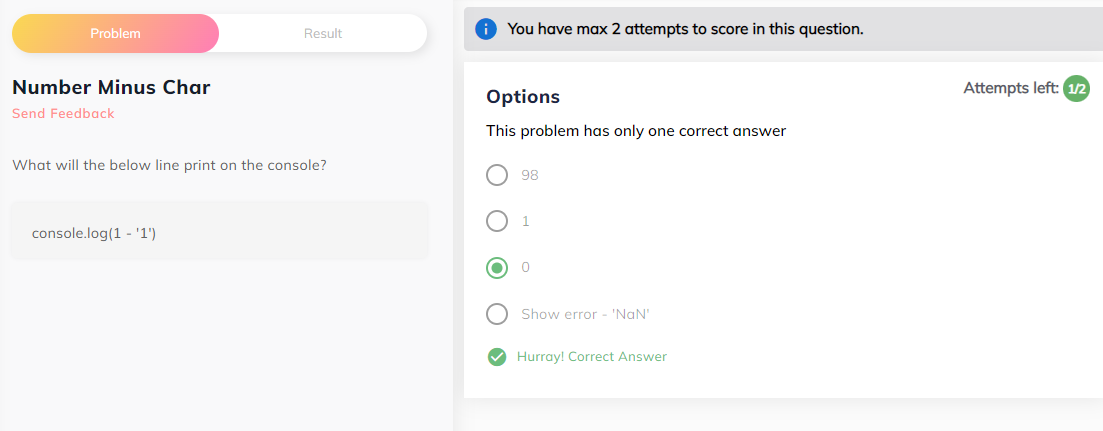 Problem
Result
Number Minus Char
Send Feedback
What will the below line print on the console?
console.log(1 - '1')
You have max 2 attempts to score in this question.
Attempts left: 1/2
Options
This problem has only one correct answer
98
1
0
Show error - 'NaN'
Hurray! Correct Answer